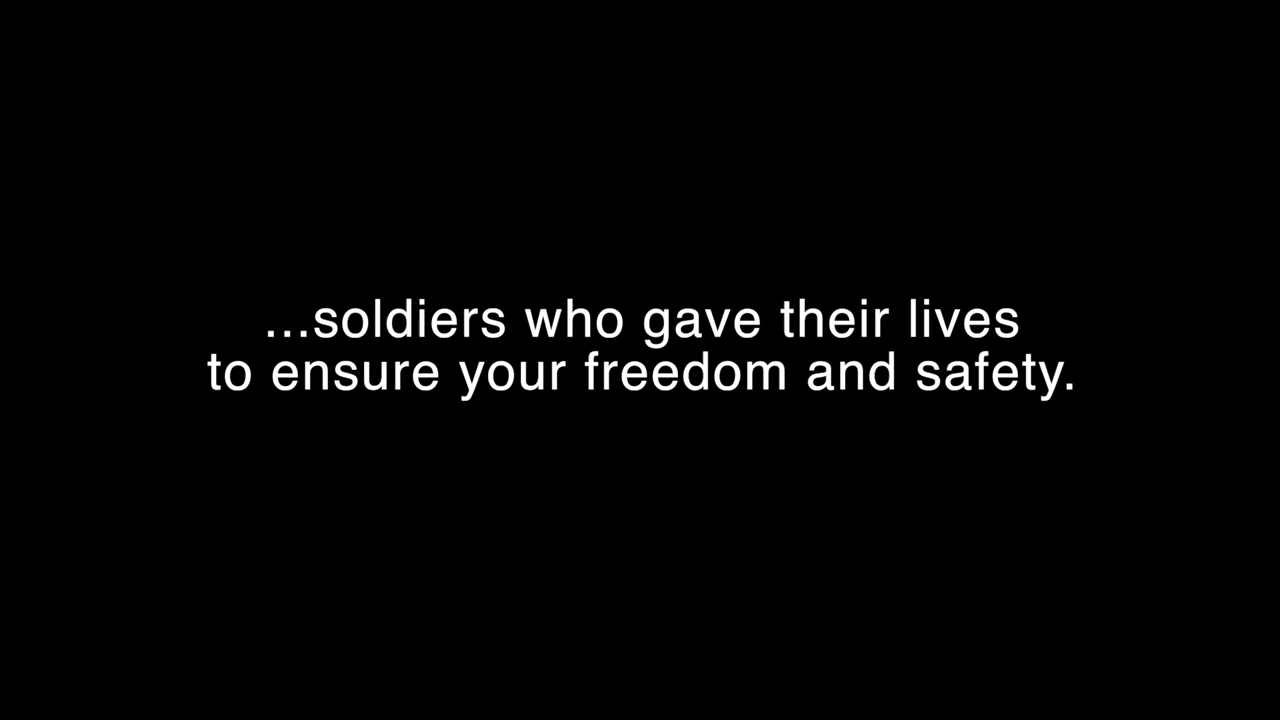 ...soldiers who gave their lives
to ensure your freedom and safety.